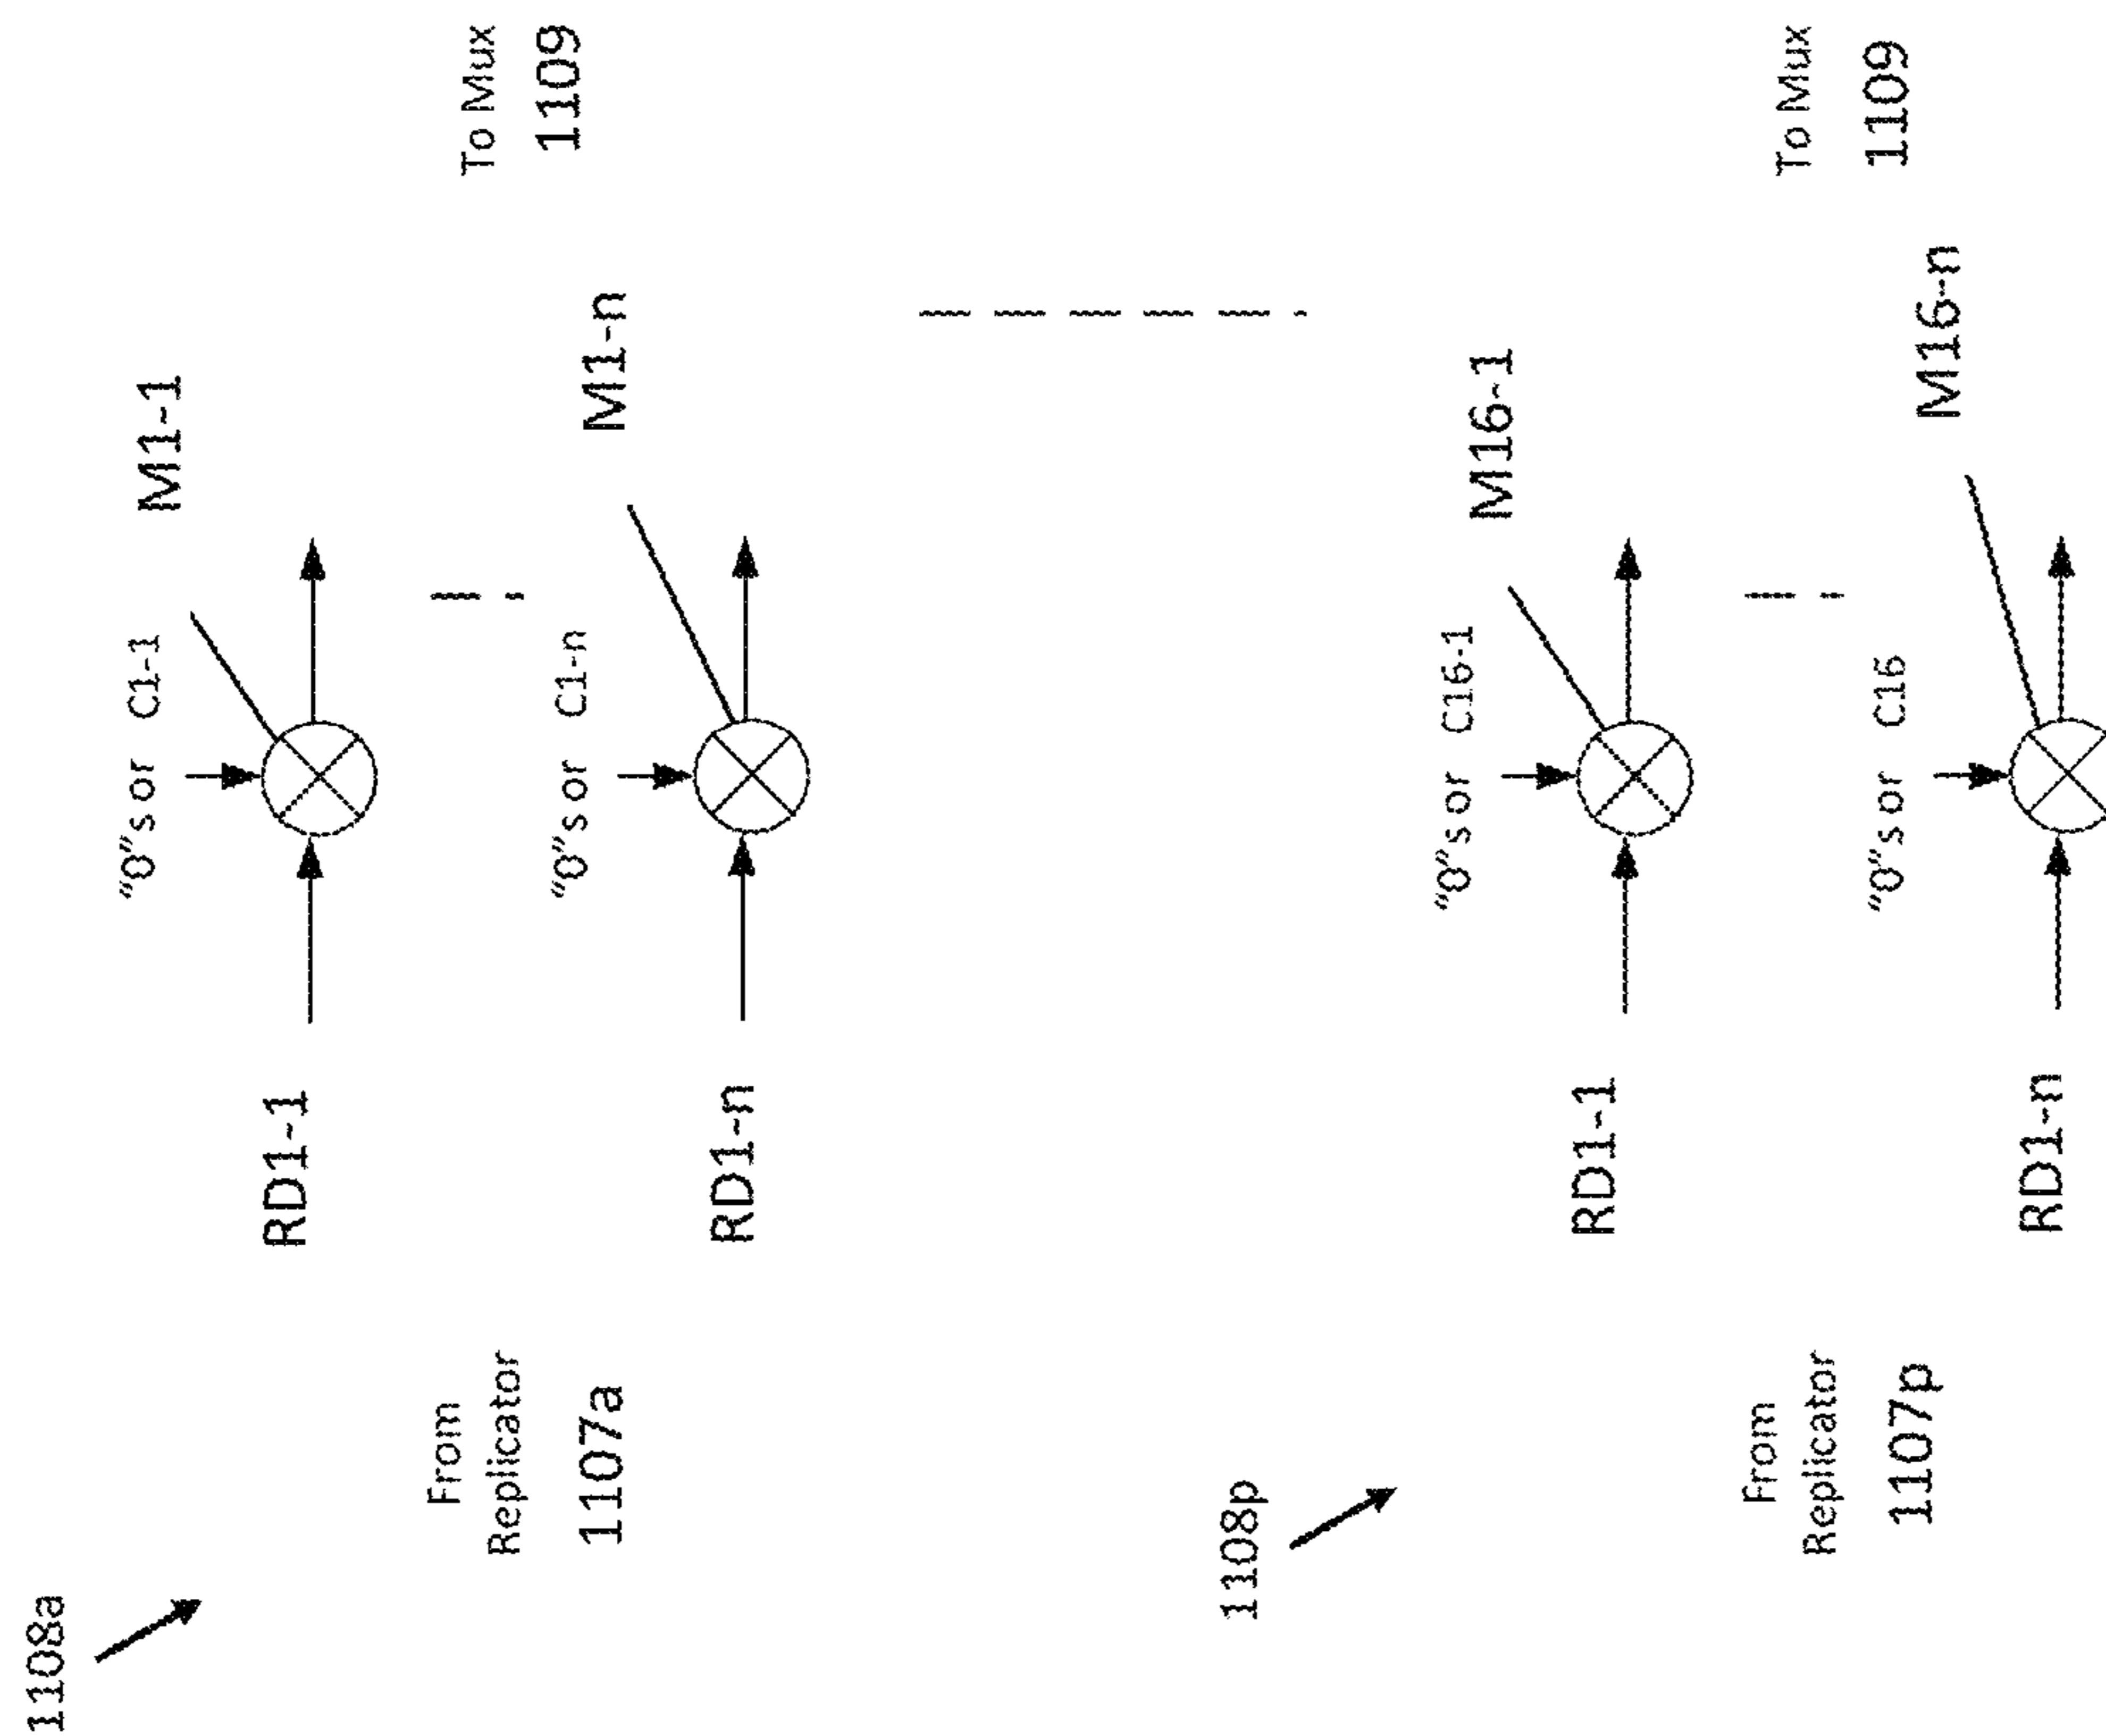 1108a
From
Replicator
1107a
RD1-1
"0"s or C1-1
M1-1
RD1-n
"0"s or C1-n
M1-n
To Mux
1109
1108p
From
Replicator
1107p
RD1-1
"0"s or C16-1
M16-1
RD1-n
"0"s or C16
M16-n
To Mux
1109